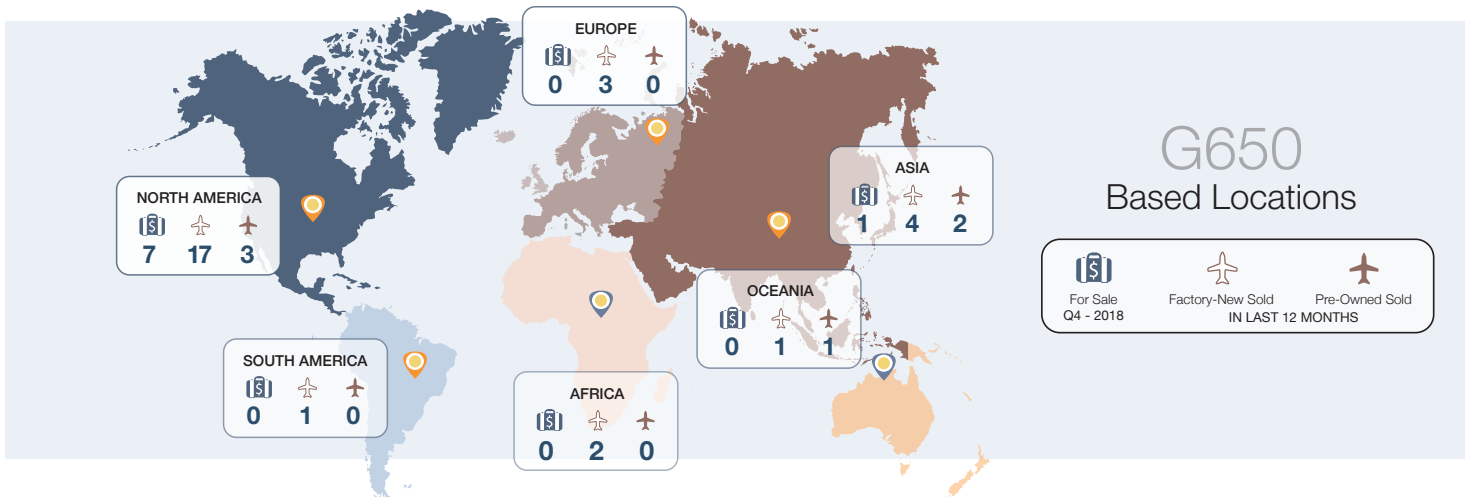 EUROPE
0 3 0
NORTH AMERICA
7 17 3
ASIA
1 4 2
OCEANIA
0 1 1
SOUTH AMERICA
0 1 0
AFRICA
0 2 0
G650
Based Locations
For Sale
Q4 - 2018
Factory-New Sold
Pre-Owned Sold
IN LAST 12 MONTHS